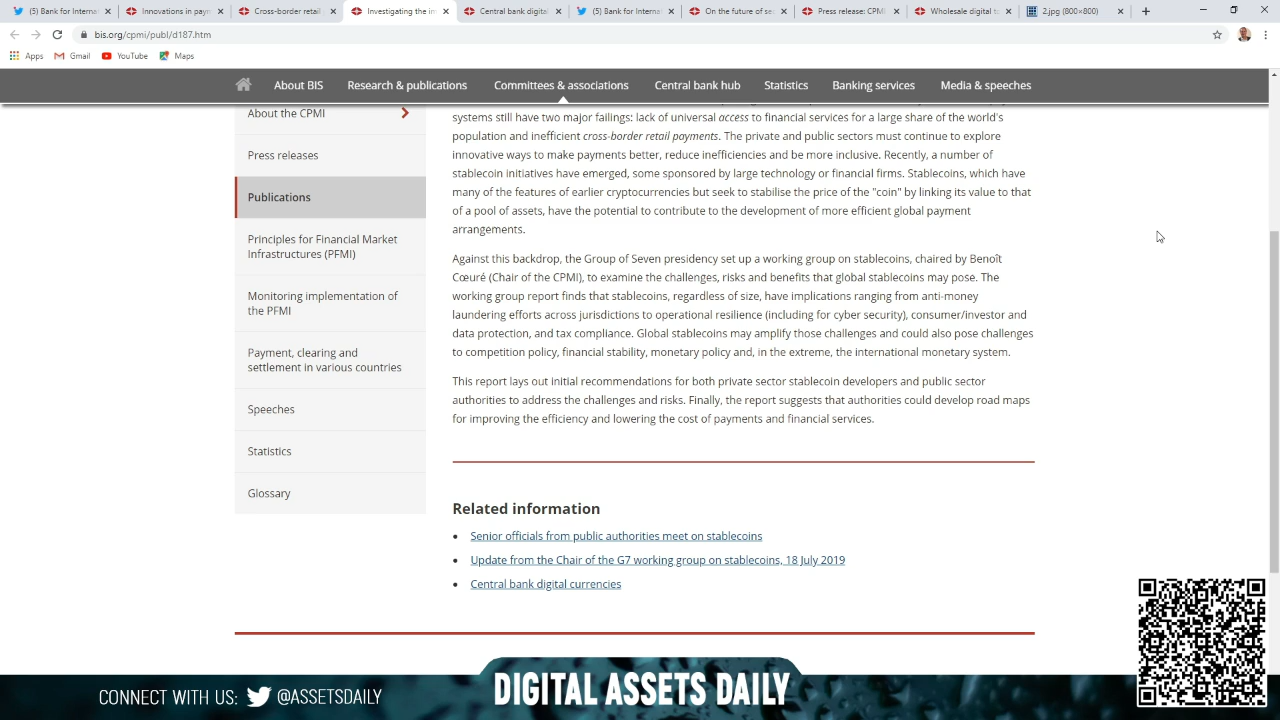 (5) Bank for Internat
Innovations in paym
Cross-border retail
Investigating the im
Central bank digital
(5) Bank for Internat
On the future of sec
Press release: CPMI
Wholesale digital to
2.jpg (800×800)
bis.org/cpmi/publ/d187.htm
Apps
Gmail
YouTube
Maps
About BIS
Research & publications
Committees & associations
Central bank hub
Statistics
Banking services
Media & speeches
About the CPMI
Press releases
Publications
Principles for Financial Market
Infrastructures (PFMI)
Monitoring implementation of
the PFMI
Payment, clearing and
settlement in various countries
Speeches
Statistics
Glossary
systems still have two major failings: lack of universal access to financial services for a large share of the world's
population and inefficient cross-border retail payments. The private and public sectors must continue to explore
innovative ways to make payments better, reduce inefficiencies and be more inclusive. Recently, a number of
stablecoin initiatives have emerged, some sponsored by large technology or financial firms. Stablecoins, which have
many of the features of earlier cryptocurrencies but seek to stabilise the price of the "coin" by linking its value to that
of a pool of assets, have the potential to contribute to the development of more efficient global payment
arrangements.
Against this backdrop, the Group of Seven presidency set up a working group on stablecoins, chaired by Benoît
Cœuré (Chair of the CPMI), to examine the challenges, risks and benefits that global stablecoins may pose. The
working group report finds that stablecoins, regardless of size, have implications ranging from anti-money
laundering efforts across jurisdictions to operational resilience (including for cyber security), consumer/investor and
data protection, and tax compliance. Global stablecoins may amplify those challenges and could also pose challenges
to competition policy, financial stability, monetary policy and, in the extreme, the international monetary system.
This report lays out initial recommendations for both private sector stablecoin developers and public sector
authorities to address the challenges and risks. Finally, the report suggests that authorities could develop road maps
for improving the efficiency and lowering the cost of payments and financial services.
Related information
Senior officials from public authorities meet on stablecoins
Update from the Chair of the G7 working group on stablecoins, 18 July 2019
Central bank digital currencies
CONNECT WITH US: @ASSETSDAILY
DIGITAL ASSETS DAILY